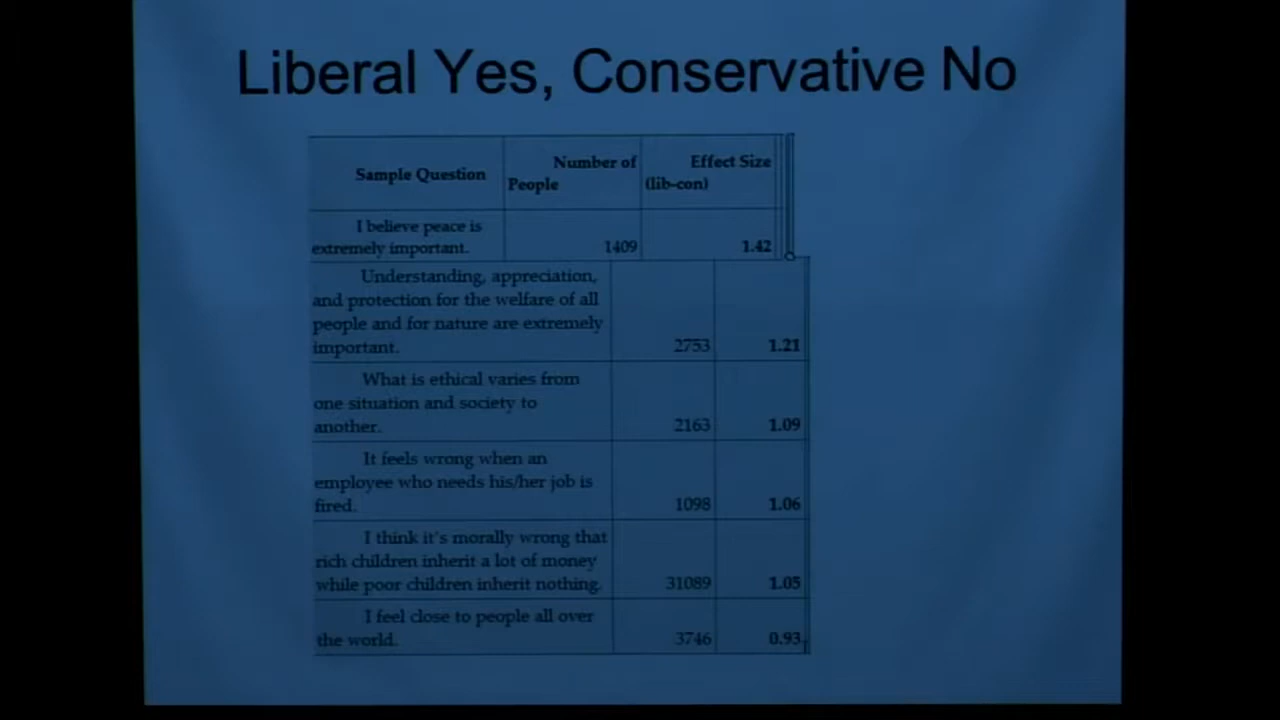 Liberal Yes, Conservative No
Sample Question
Number of
People
Effect Size
(lib-con)
I believe peace is
extremely important.
1409
1.42
Understanding, appreciation,
and protection for the welfare of all
people and for nature are extremely
important.
2753
1.21
What is ethical varies from
one situation and society to
another.
2163
1.09
It feels wrong when an
employee who needs his/her job is
fired.
1098
1.06
I think it's morally wrong that
rich children inherit a lot of money
while poor children inherit nothing.
31089
1.05
I feel close to people all over
the world.
3746
0.93